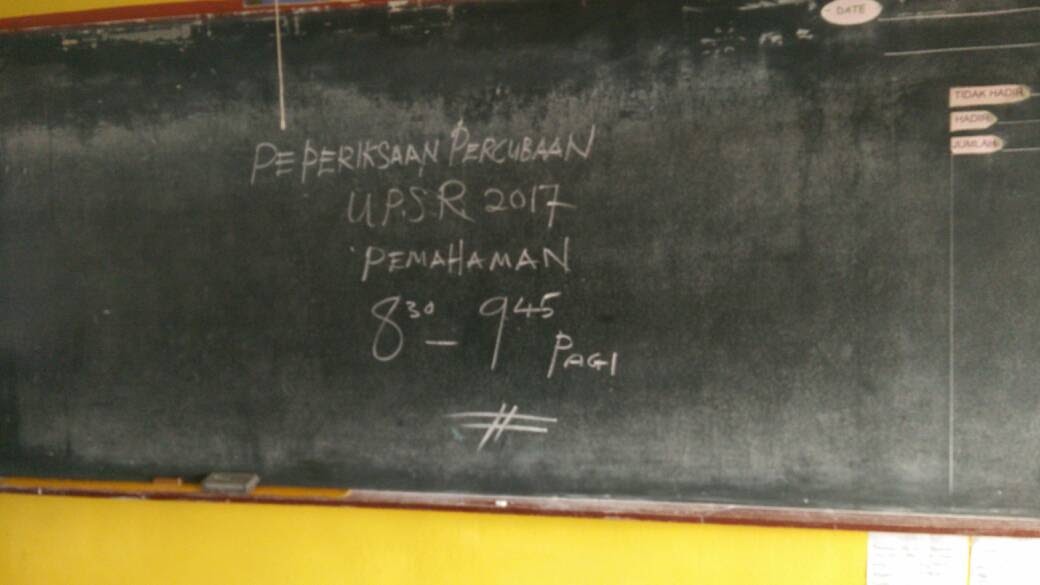 DATE
TIDAK HADIR
HADIR
JUMLAH
PEPERIKSAAN PERCUBAAN
U.P.S.R 2017
PEMAHAMAN
8³⁰ – 9⁴⁵ PAGI